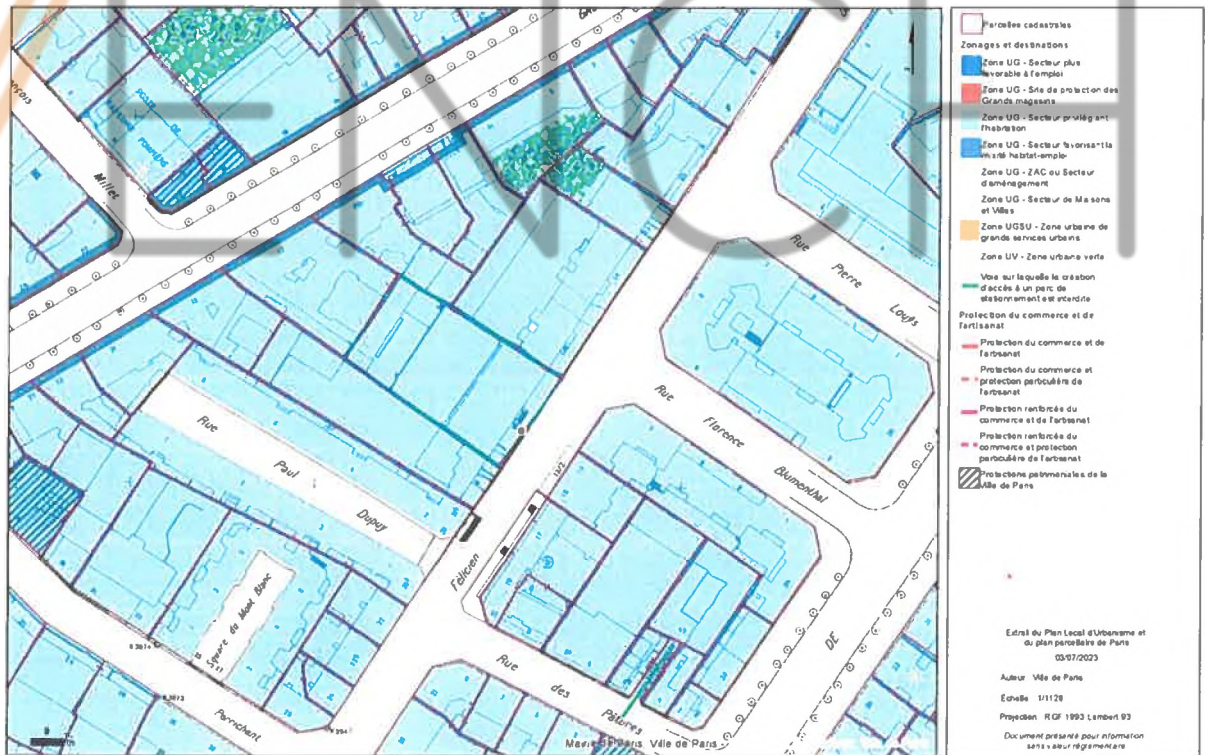 ENCH
POSTE
DE
POMPIERS
Millet
Rue
Pierre
Louÿs
Rue
Florence
Blumenthal
Rue
Paul
Dupuy
Félicien
Square du Mont Blanc
Rue
des
Pâtures
DE
Perrichont
Mairie de Paris, Ville de Paris
Parcelles cadastrales
Zonages et destinations
Zone UG - Secteur plus
favorable à l'emploi
Zone UG - Site de protection des
Grands magasins
Zone UG - Secteur privilégiant
l'habitation
Zone UG - Secteur favorisant la
mixité habitat-emploi
Zone UG - ZAC ou Secteur
d'aménagement
Zone UG - Secteur de Maisons
et Villas
Zone UGSU - Zone urbaine de
grands services urbains
Zone UV - Zone urbaine verte
Voie sur laquelle la création
d'accès à un parc de
stationnement est interdite
Protection du commerce et de
l'artisanat
Protection du commerce et de
l'artisanat
Protection du commerce et
protection particulière de
l'artisanat
Protection renforcée du
commerce et de l'artisanat
Protection renforcée du
commerce et protection
particulière de l'artisanat
Protections patrimoniales de la
Ville de Paris
Extrait du Plan Local d'Urbanisme et
du plan parcellaire de Paris
03/07/2023
Auteur Ville de Paris
Echelle 1/1128
Projection RGF 1993 Lambert 93
Document présenté pour information
sans valeur réglementaire